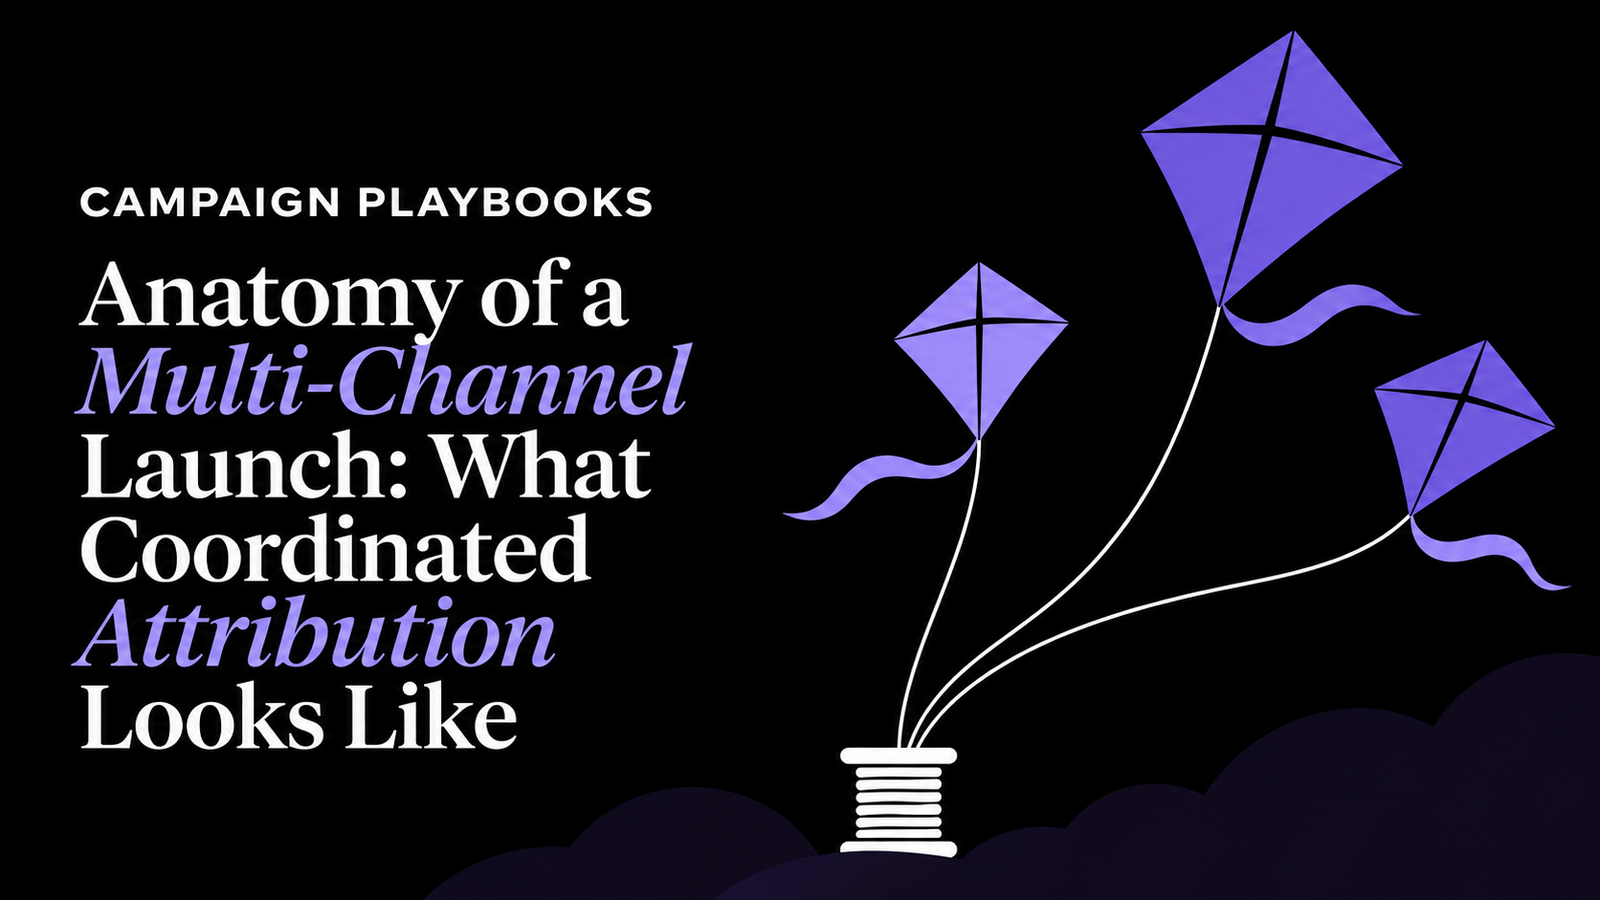 CAMPAIGN PLAYBOOKS
Anatomy of a
Multi-Channel
Launch: What
Coordinated
Attribution
Looks Like